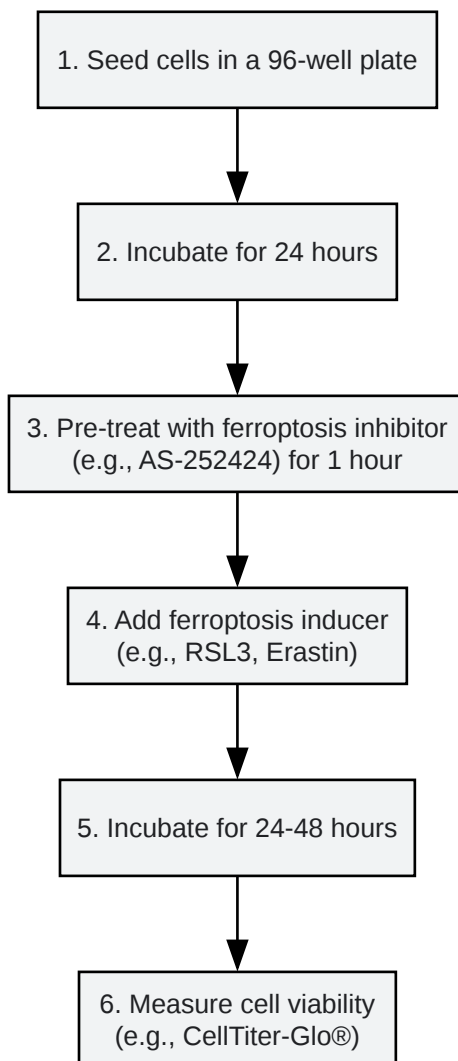 1. Seed cells in a 96-well plate
2. Incubate for 24 hours
3. Pre-treat with ferroptosis inhibitor
(e.g., AS-252424) for 1 hour
4. Add ferroptosis inducer
(e.g., RSL3, Erastin)
5. Incubate for 24-48 hours
6. Measure cell viability
(e.g., CellTiter-Glo®)